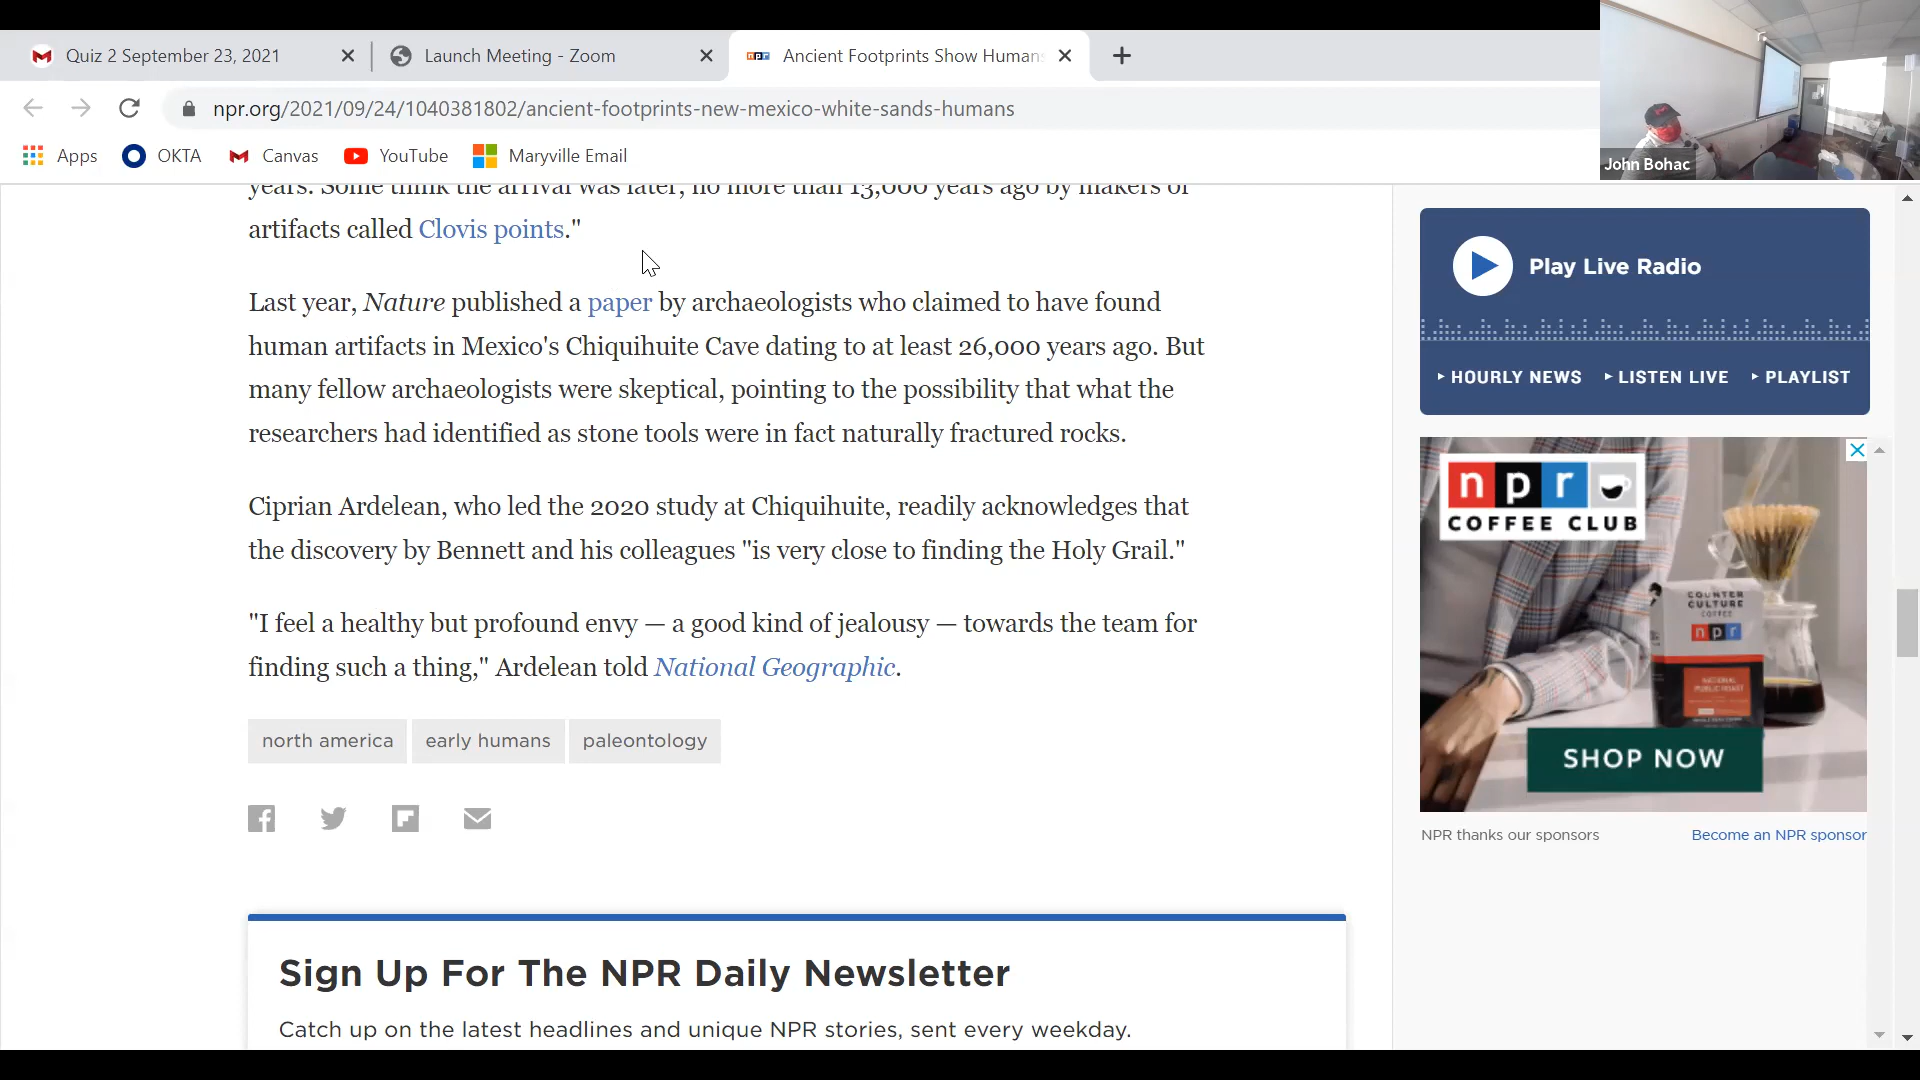 Quiz 2 September 23, 2021
Launch Meeting - Zoom
npr Ancient Footprints Show Humans
npr.org/2021/09/24/1040381802/ancient-footprints-new-mexico-white-sands-humans
Apps OKTA Canvas YouTube Maryville Email
John Bohac
years. Some think the arrival was later, no more than 13,000 years ago by makers of
artifacts called Clovis points."
Last year, Nature published a paper by archaeologists who claimed to have found
human artifacts in Mexico's Chiquihuite Cave dating to at least 26,000 years ago. But
many fellow archaeologists were skeptical, pointing to the possibility that what the
researchers had identified as stone tools were in fact naturally fractured rocks.
Ciprian Ardelean, who led the 2020 study at Chiquihuite, readily acknowledges that
the discovery by Bennett and his colleagues "is very close to finding the Holy Grail."
"I feel a healthy but profound envy — a good kind of jealousy — towards the team for
finding such a thing," Ardelean told National Geographic.
north america early humans paleontology
Sign Up For The NPR Daily Newsletter
Catch up on the latest headlines and unique NPR stories, sent every weekday.
Play Live Radio
HOURLY NEWS LISTEN LIVE PLAYLIST
npr
COFFEE CLUB
COUNTER
CULTURE
COFFEE
npr
NATIONAL
PUBLIC ROAST
SHOP NOW
NPR thanks our sponsors Become an NPR sponsor